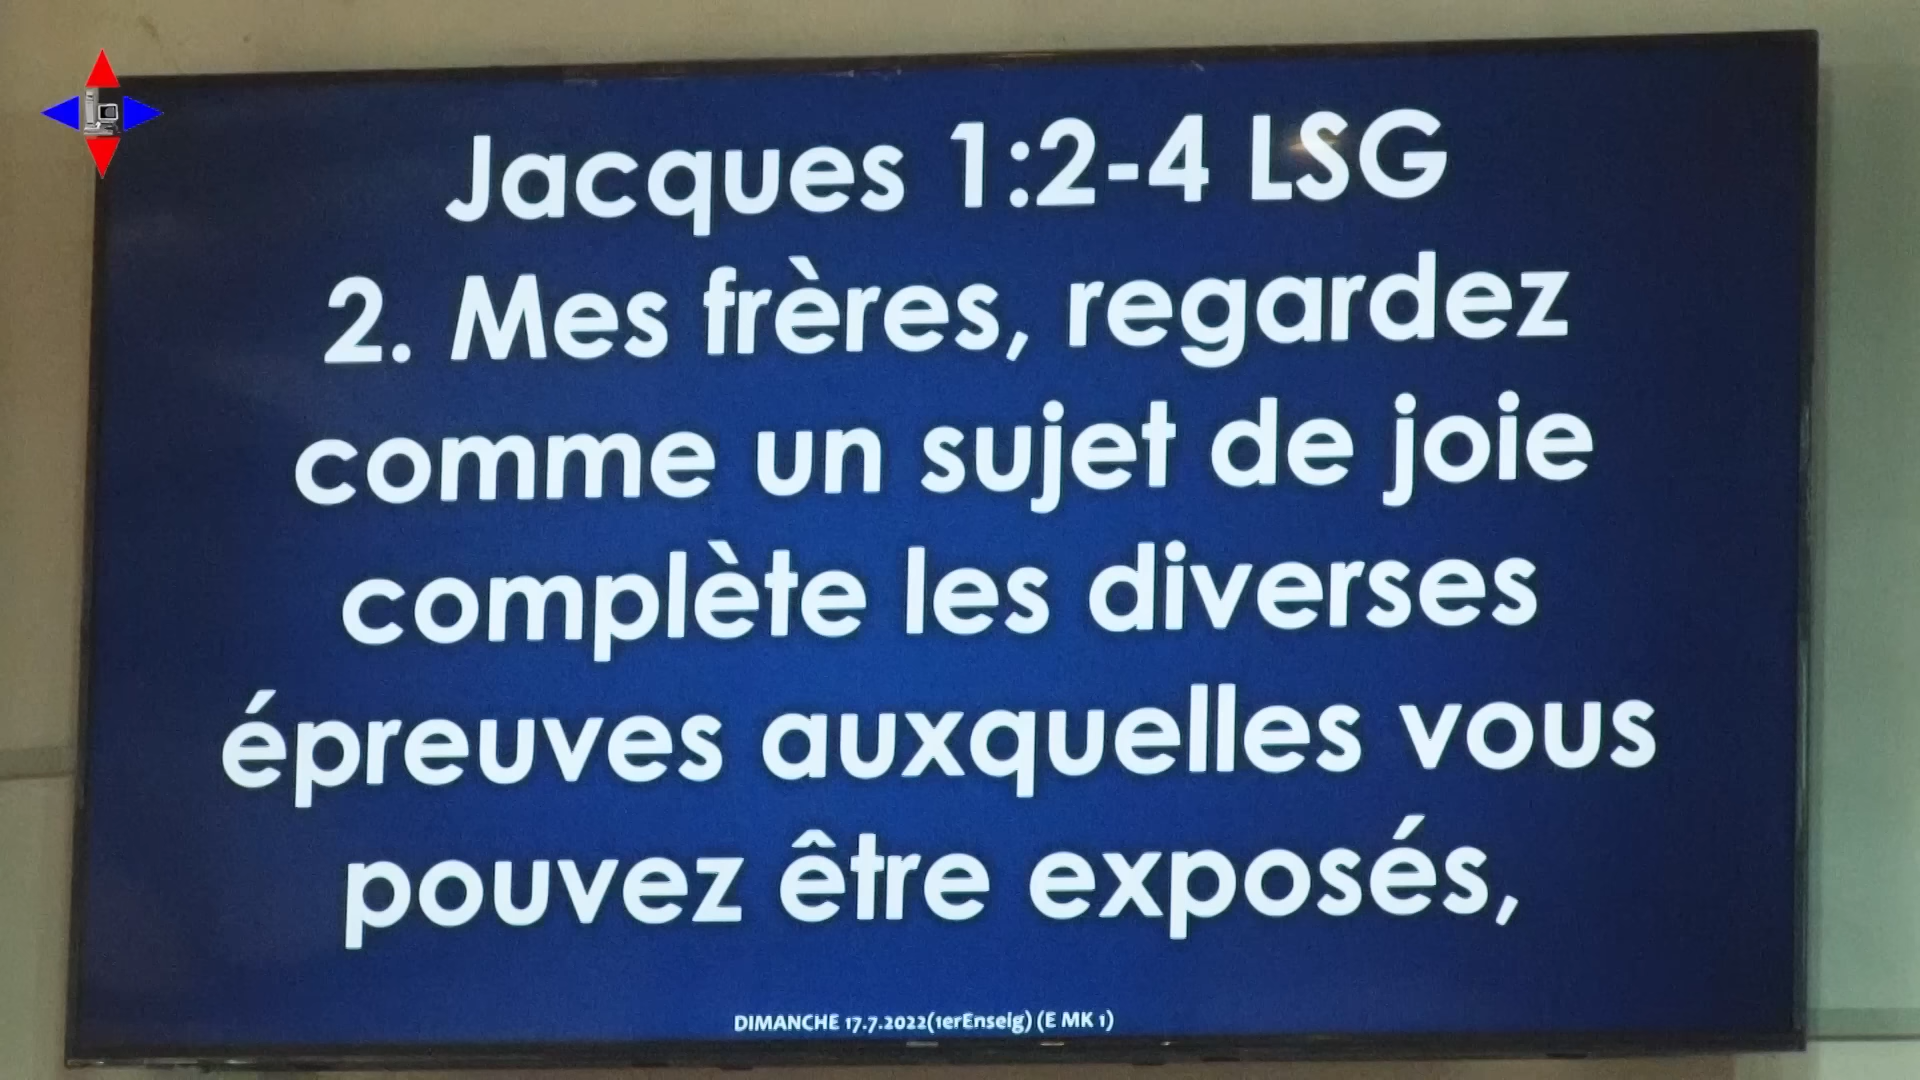 Jacques 1:2-4 LSG
2. Mes frères, regardez
comme un sujet de joie
complète les diverses
épreuves auxquelles vous
pouvez être exposés,
DIMANCHE 17.7.2022(1erEnseig) (E MK 1)